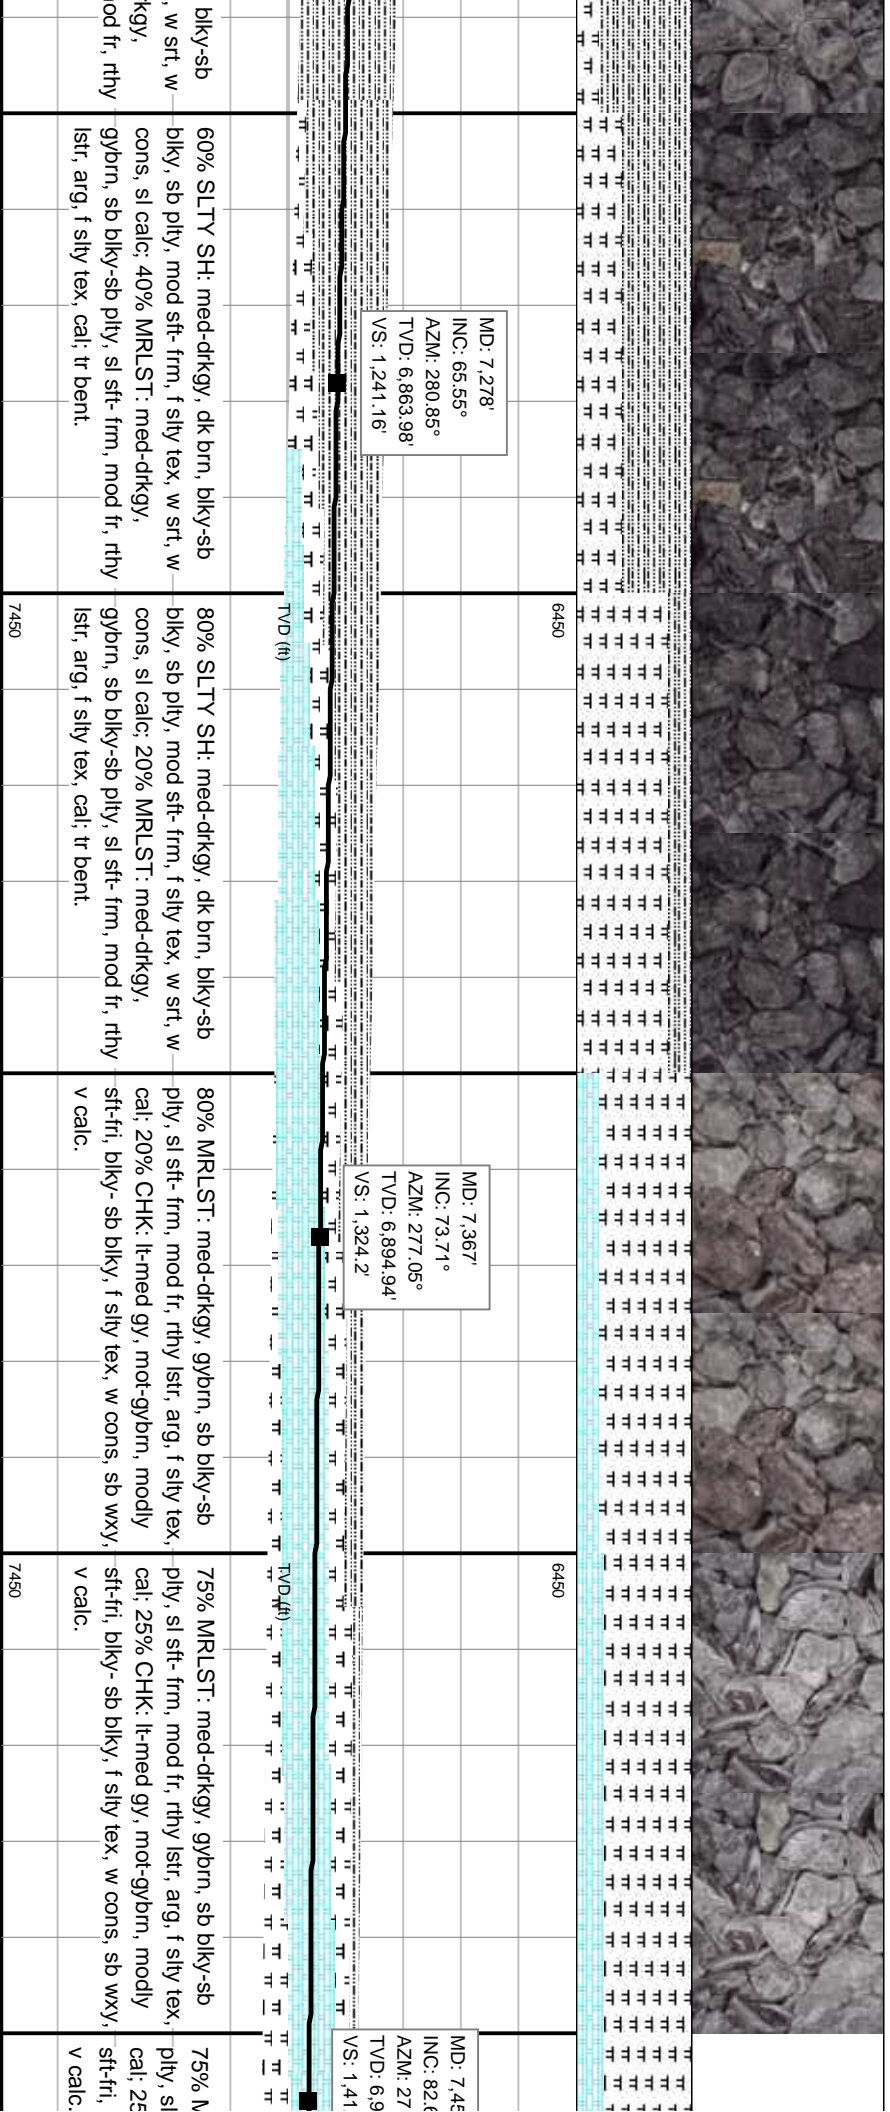 blky-sb
, w srt, w
kgy,
od fr, rthy
60% SLTY SH: med-drkgy, dk brn, blky-sb
blky, sb plty, mod sft- frm, f slty tex, w srt, w
cons, sl calc; 40% MRLST: med-drkgy,
gybrn, sb blky-sb plty, sl sft- frm, mod fr, rthy
lstr, arg, f slty tex, cal; tr bent.
MD: 7,278'
INC: 65.55°
AZM: 280.85°
TVD: 6,863.98'
VS: 1,241.16'
6450
TVD (ft)
7450
80% SLTY SH: med-drkgy, dk brn, blky-sb
blky, sb plty, mod sft- frm, f slty tex, w srt, w
cons, sl calc; 20% MRLST: med-drkgy,
gybrn, sb blky-sb plty, sl sft- frm, mod fr, rthy
lstr, arg, f slty tex, cal; tr bent.
80% MRLST: med-drkgy, gybrn, sb blky-sb
plty, sl sft- frm, mod fr, rthy lstr, arg, f slty tex,
cal; 20% CHK: lt-med gy, mot-gybrn, modly
sft-fri, blky- sb blky, f slty tex, w cons, sb wxy,
v calc.
MD: 7,367'
INC: 73.71°
AZM: 277.05°
TVD: 6,894.94'
VS: 1,324.2'
6450
TVD (ft)
7450
75% MRLST: med-drkgy, gybrn, sb blky-sb
plty, sl sft- frm, mod fr, rthy lstr, arg, f slty tex,
cal; 25% CHK: lt-med gy, mot-gybrn, modly
sft-fri, blky- sb blky, f slty tex, w cons, sb wxy,
v calc.
MD: 7,45
INC: 82.6
AZM: 27
TVD: 6,9
VS: 1,41
75% M
plty, sl
cal; 25
sft-fri,
v calc.